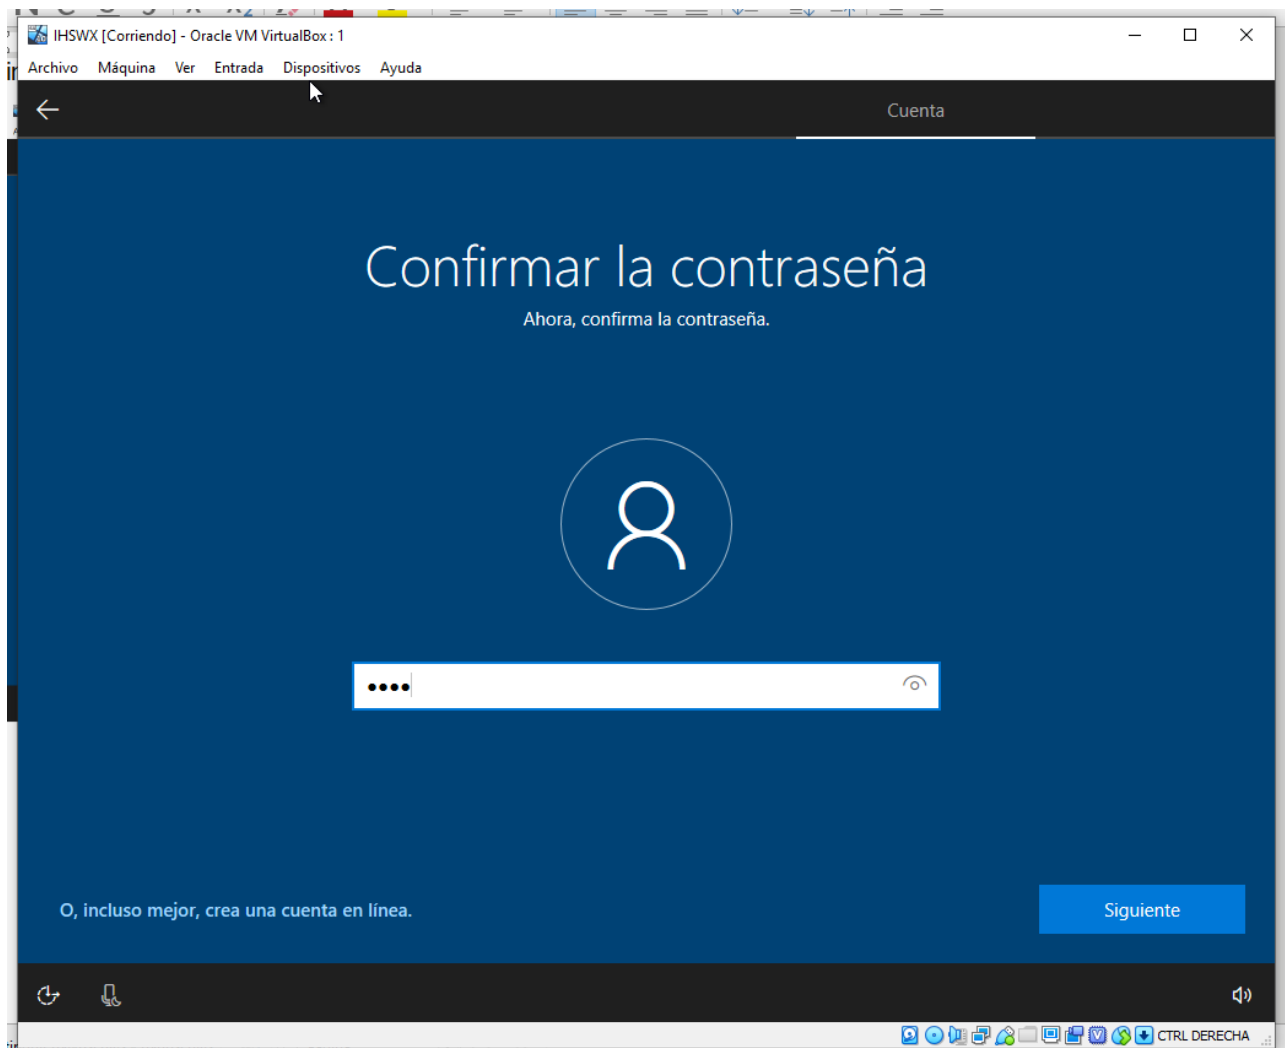 IHSWX [Corriendo] - Oracle VM VirtualBox : 1
Archivo Máquina Ver Entrada Dispositivos Ayuda
Cuenta
Confirmar la contraseña
Ahora, confirma la contraseña.
O, incluso mejor, crea una cuenta en línea.
Siguiente
CTRL DERECHA